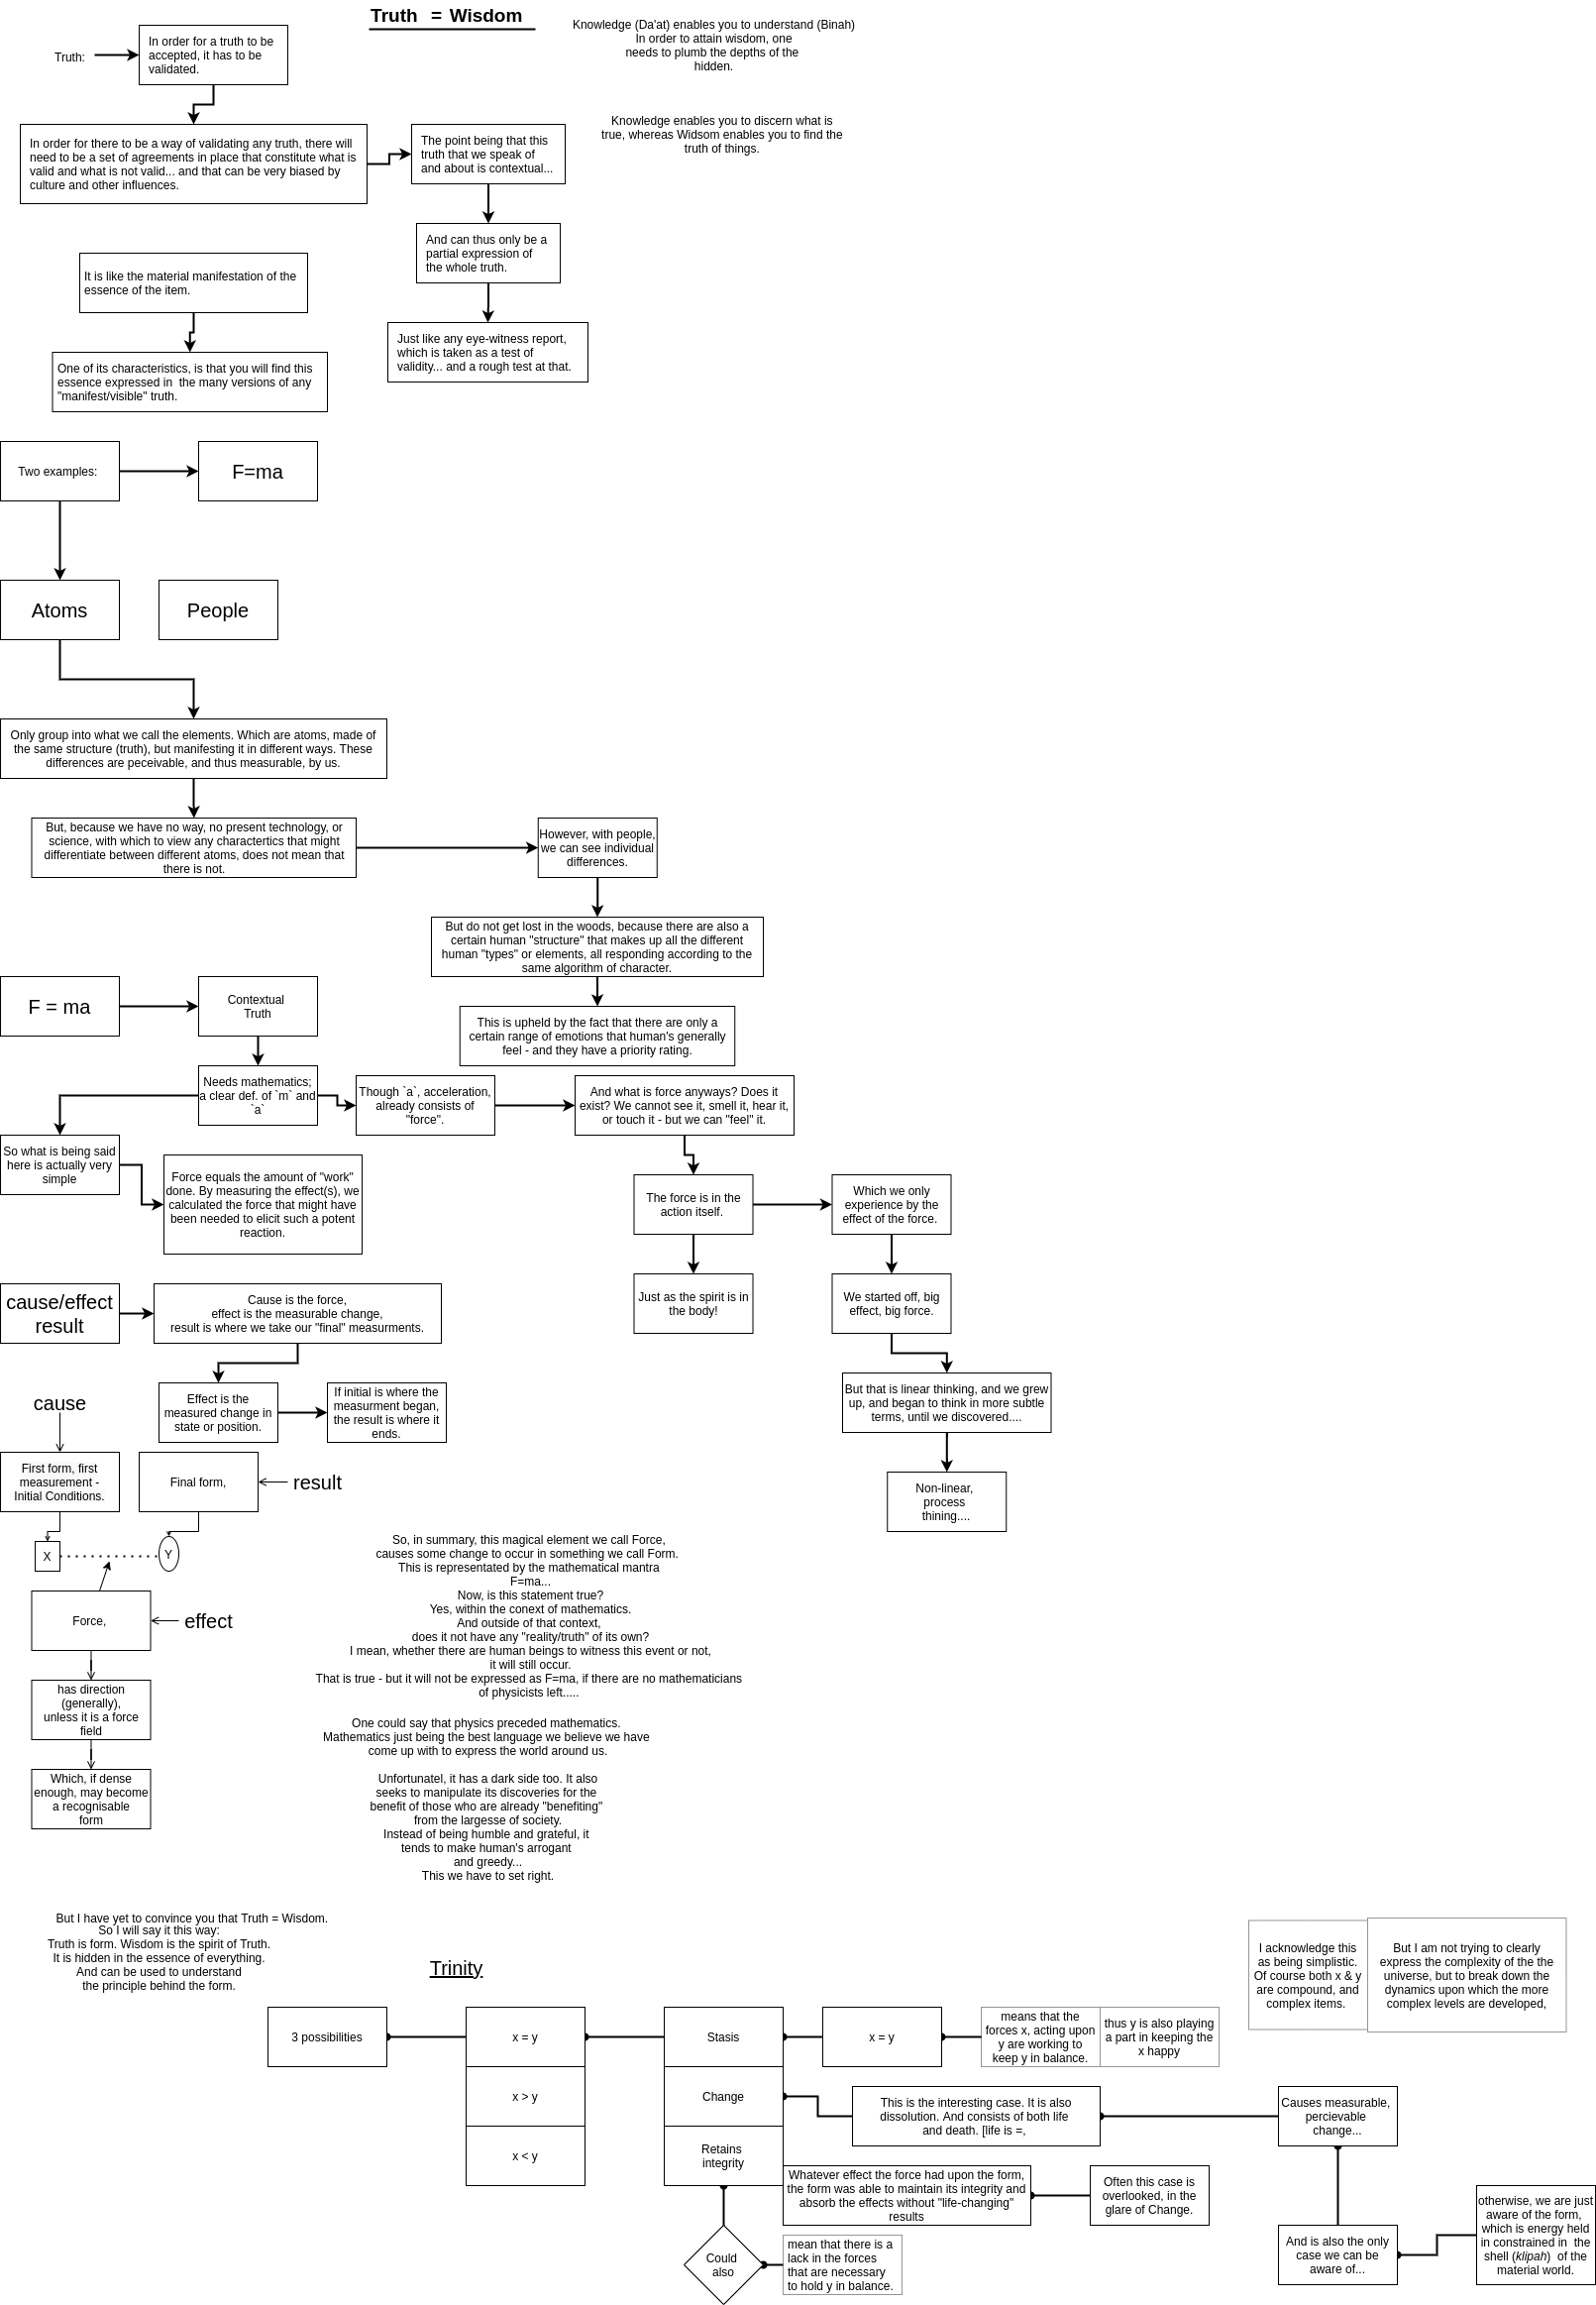 Truth = Wisdom
Knowledge (Da'at) enables you to understand (Binah)
In order to attain wisdom, one
needs to plumb the depths of the
hidden.
Truth:
In order for a truth to be
accepted, it has to be
validated.
Knowledge enables you to discern what is
true, whereas Widsom enables you to find the
truth of things.
In order for there to be a way of validating any truth, there will
need to be a set of agreements in place that constitute what is
valid and what is not valid... and that can be very biased by
culture and other influences.
The point being that this
truth that we speak of
and about is contextual...
And can thus only be a
partial expression of
the whole truth.
Just like any eye-witness report,
which is taken as a test of
validity... and a rough test at that.
It is like the material manifestation of the
essence of the item.
One of its characteristics, is that you will find this
essence expressed in the many versions of any
"manifest/visible" truth.
Two examples:
F=ma
Atoms
People
Only group into what we call the elements. Which are atoms, made of
the same structure (truth), but manifesting it in different ways. These
differences are peceivable, and thus measurable, by us.
But, because we have no way, no present technology, or
science, with which to view any charactertics that might
differentiate between different atoms, does not mean that
there is not.
However, with people,
we can see individual
differences.
But do not get lost in the woods, because there are also a
certain human "structure" that makes up all the different
human "types" or elements, all responding according to the
same algorithm of character.
This is upheld by the fact that there are only a
certain range of emotions that human's generally
feel - and they have a priority rating.
F = ma
Contextual
Truth
Needs mathematics;
a clear def. of `m` and
`a`
Though `a`, acceleration,
already consists of
"force".
And what is force anyways? Does it
exist? We cannot see it, smell it, hear it,
or touch it - but we can "feel" it.
So what is being said
here is actually very
simple
Force equals the amount of "work"
done. By measuring the effect(s), we
calculated the force that might have
been needed to elicit such a potent
reaction.
The force is in the
action itself.
Which we only
experience by the
effect of the force.
Just as the spirit is in
the body!
We started off, big
effect, big force.
But that is linear thinking, and we grew
up, and began to think in more subtle
terms, until we discovered....
Non-linear,
process
thining....
cause/effect
result
Cause is the force,
effect is the measurable change,
result is where we take our "final" measurments.
Effect is the
measured change in
state or position.
If initial is where the
measurment began,
the result is where it
ends.
cause
First form, first
measurement -
Initial Conditions.
Final form,
result
X
Y
Force,
effect
has direction
(generally),
unless it is a force
field
Which, if dense
enough, may become
a recognisable
form
So, in summary, this magical element we call Force,
causes some change to occur in something we call Form.
This is representated by the mathematical mantra
F=ma...
Now, is this statement true?
Yes, within the conext of mathematics.
And outside of that context,
does it not have any "reality/truth" of its own?
I mean, whether there are human beings to witness this event or not,
it will still occur.
That is true - but it will not be expressed as F=ma, if there are no mathematicians
of physicists left.....
One could say that physics preceded mathematics.
Mathematics just being the best language we believe we have
come up with to express the world around us.
Unfortunatel, it has a dark side too. It also
seeks to manipulate its discoveries for the
benefit of those who are already "benefiting"
from the largesse of society.
Instead of being humble and grateful, it
tends to make human's arrogant
and greedy...
This we have to set right.
But I have yet to convince you that Truth = Wisdom.
So I will say it this way:
Truth is form. Wisdom is the spirit of Truth.
It is hidden in the essence of everything.
And can be used to understand
the principle behind the form.
Trinity
I acknowledge this
as being simplistic.
Of course both x & y
are compound, and
complex items.
But I am not trying to clearly
express the complexity of the the
universe, but to break down the
dynamics upon which the more
complex levels are developed,
3 possibilities
x = y
Stasis
x = y
means that the
forces x, acting upon
y are working to
keep y in balance.
thus y is also playing
a part in keeping the
x happy
x > y
Change
This is the interesting case. It is also
dissolution. And consists of both life
and death. [life is =,
Causes measurable,
percievable
change...
x < y
Retains
integrity
Whatever effect the force had upon the form,
the form was able to maintain its integrity and
absorb the effects without "life-changing"
results
Often this case is
overlooked, in the
glare of Change.
Could
also
mean that there is a
lack in the forces
that are necessary
to hold y in balance.
And is also the only
case we can be
aware of...
otherwise, we are just
aware of the form,
which is energy held
in constrained in the
shell (klipah) of the
material world.